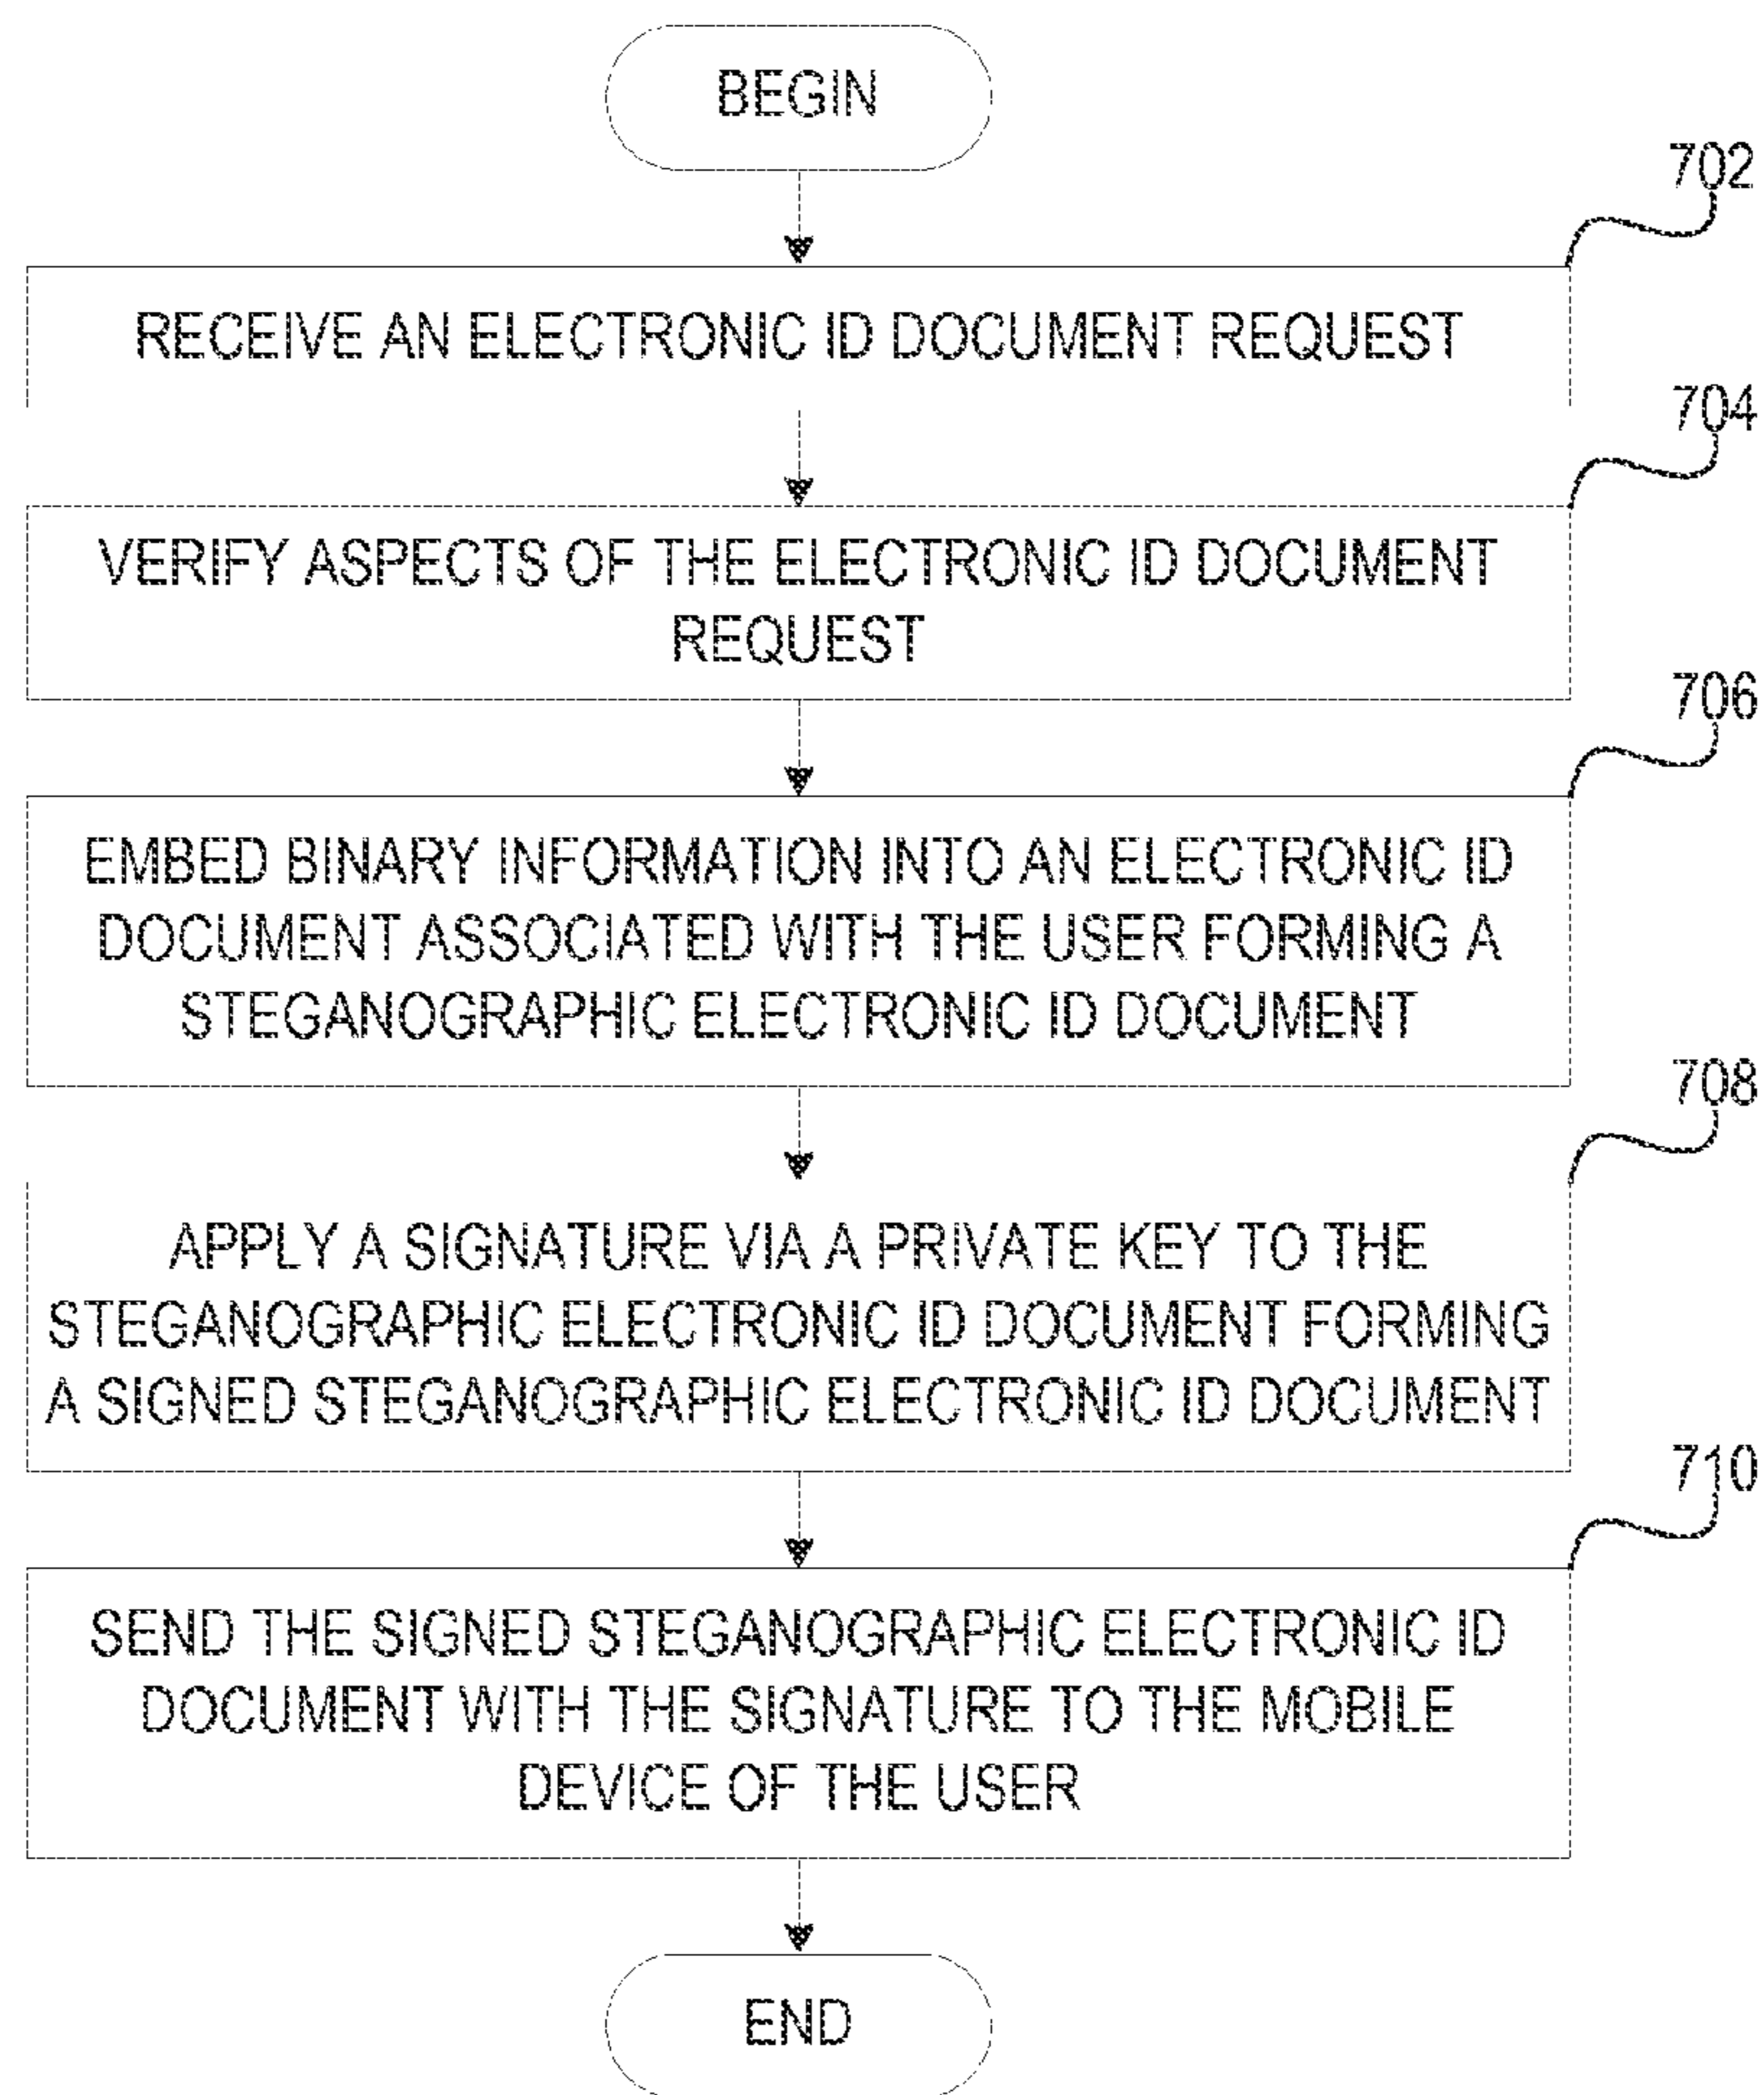 BEGIN
702
RECEIVE AN ELECTRONIC ID DOCUMENT REQUEST
704
VERIFY ASPECTS OF THE ELECTRONIC ID DOCUMENT
REQUEST
706
EMBED BINARY INFORMATION INTO AN ELECTRONIC ID
DOCUMENT ASSOCIATED WITH THE USER FORMING A
STEGANOGRAPHIC ELECTRONIC ID DOCUMENT
708
APPLY A SIGNATURE VIA A PRIVATE KEY TO THE
STEGANOGRAPHIC ELECTRONIC ID DOCUMENT FORMING
A SIGNED STEGANOGRAPHIC ELECTRONIC ID DOCUMENT
710
SEND THE SIGNED STEGANOGRAPHIC ELECTRONIC ID
DOCUMENT WITH THE SIGNATURE TO THE MOBILE
DEVICE OF THE USER
END